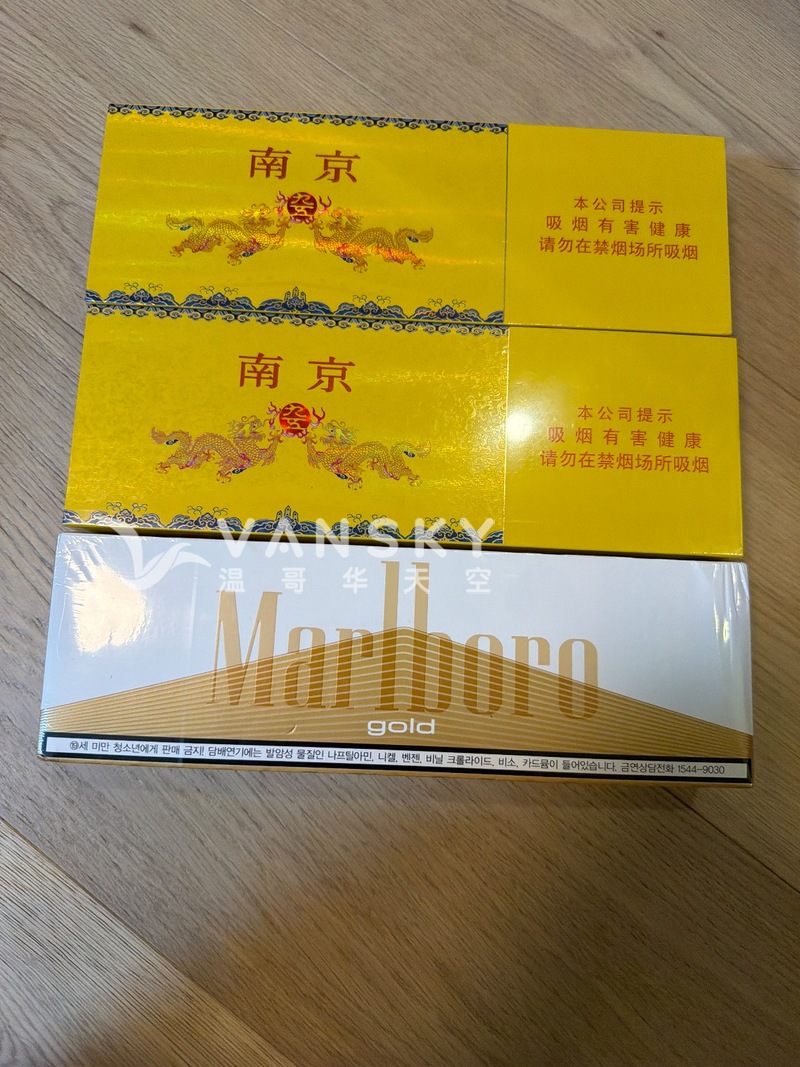 南京
九五
本公司提示
吸烟有害健康
请勿在禁烟场所吸烟
南京
九五
本公司提示
吸烟有害健康
请勿在禁烟场所吸烟
VANSKY
温哥华天空
Marlboro
gold
⑲세 미만 청소년에게 판매 금지! 담배연기에는 발암성 물질인 나프틸아민, 니켈, 벤젠, 비닐 크롤라이드, 비소, 카드뮴이 들어있습니다. 금연상담전화 1544-9030